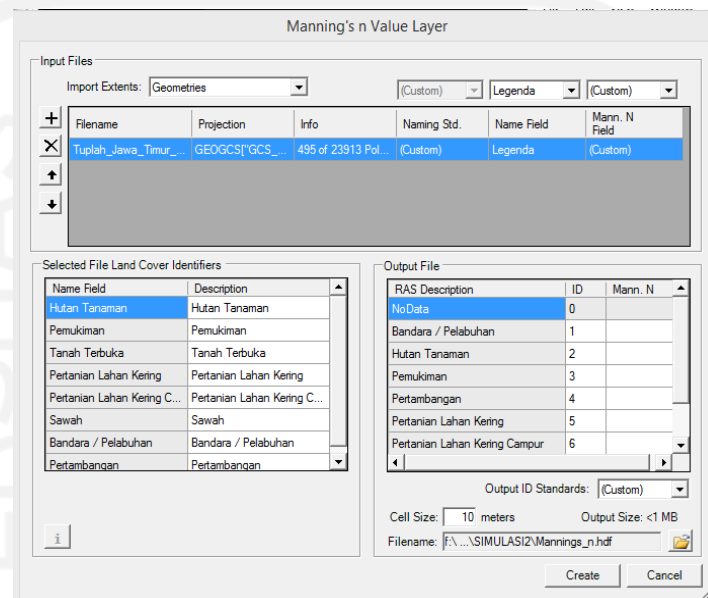 Manning's n Value Layer
Input Files
Import Extents: Geometries (Custom) Legenda (Custom)
Filename Projection Info Naming Std. Name Field Mann. N Field
Tuplah_Jawa_Timur_... GEOGCS["GCS_... 495 of 23913 Pol... (Custom) Legenda (Custom)
Selected File Land Cover Identifiers
Name Field Description
Hutan Tanaman Hutan Tanaman
Pemukiman Pemukiman
Tanah Terbuka Tanah Terbuka
Pertanian Lahan Kering Pertanian Lahan Kering
Pertanian Lahan Kering C... Pertanian Lahan Kering C...
Sawah Sawah
Bandara / Pelabuhan Bandara / Pelabuhan
Pertambangan Pertambangan
Output File
RAS Description ID Mann. N
NoData 0
Bandara / Pelabuhan 1
Hutan Tanaman 2
Pemukiman 3
Pertambangan 4
Pertanian Lahan Kering 5
Pertanian Lahan Kering Campur 6
Output ID Standards: (Custom)
Cell Size: 10 meters Output Size: <1 MB
Filename: f:\ ...\SIMULASI2\Mannings_n.hdf
Create Cancel